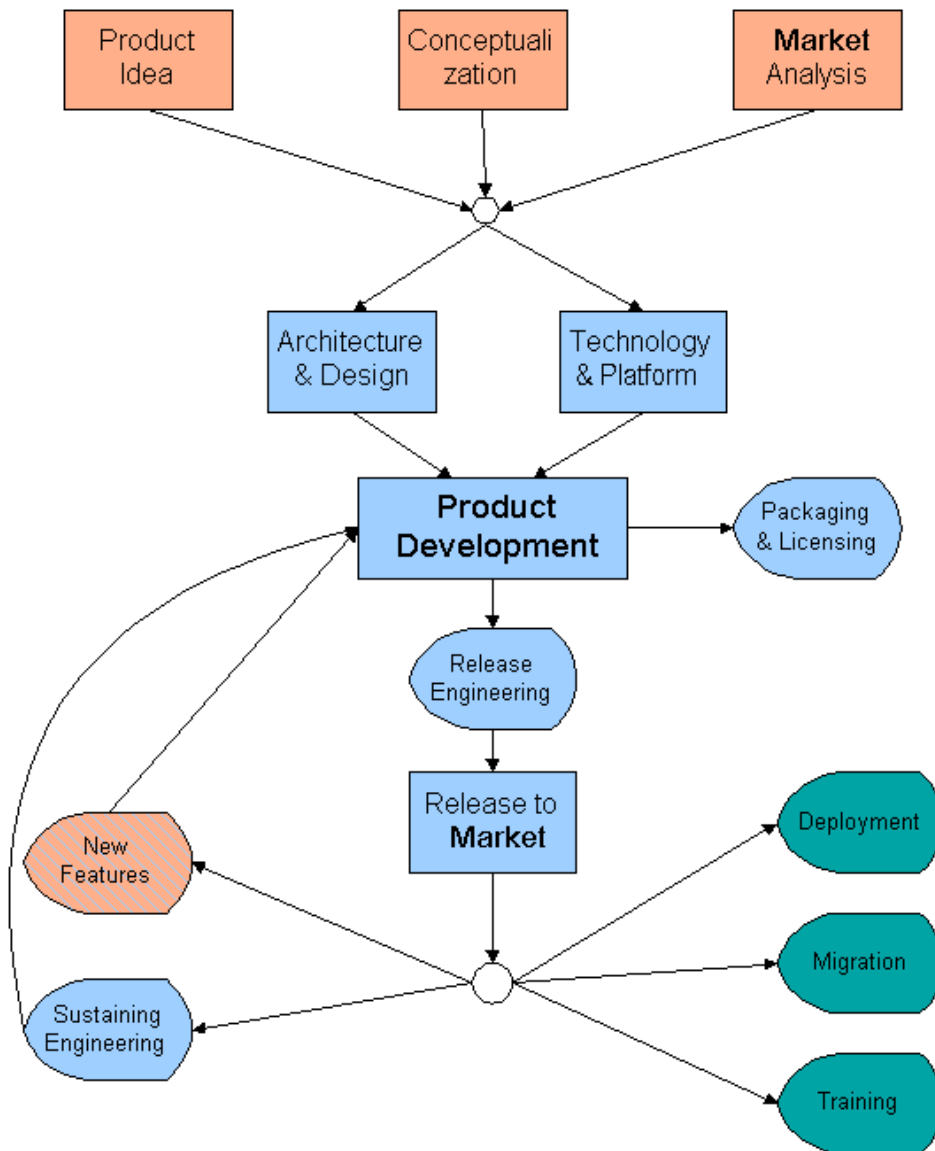 Product
Idea
Conceptuali
zation
Market
Analysis
Architecture
& Design
Technology
& Platform
Product
Development
Packaging
& Licensing
Release
Engineering
Release to
Market
New
Features
Deployment
Migration
Sustaining
Engineering
Training